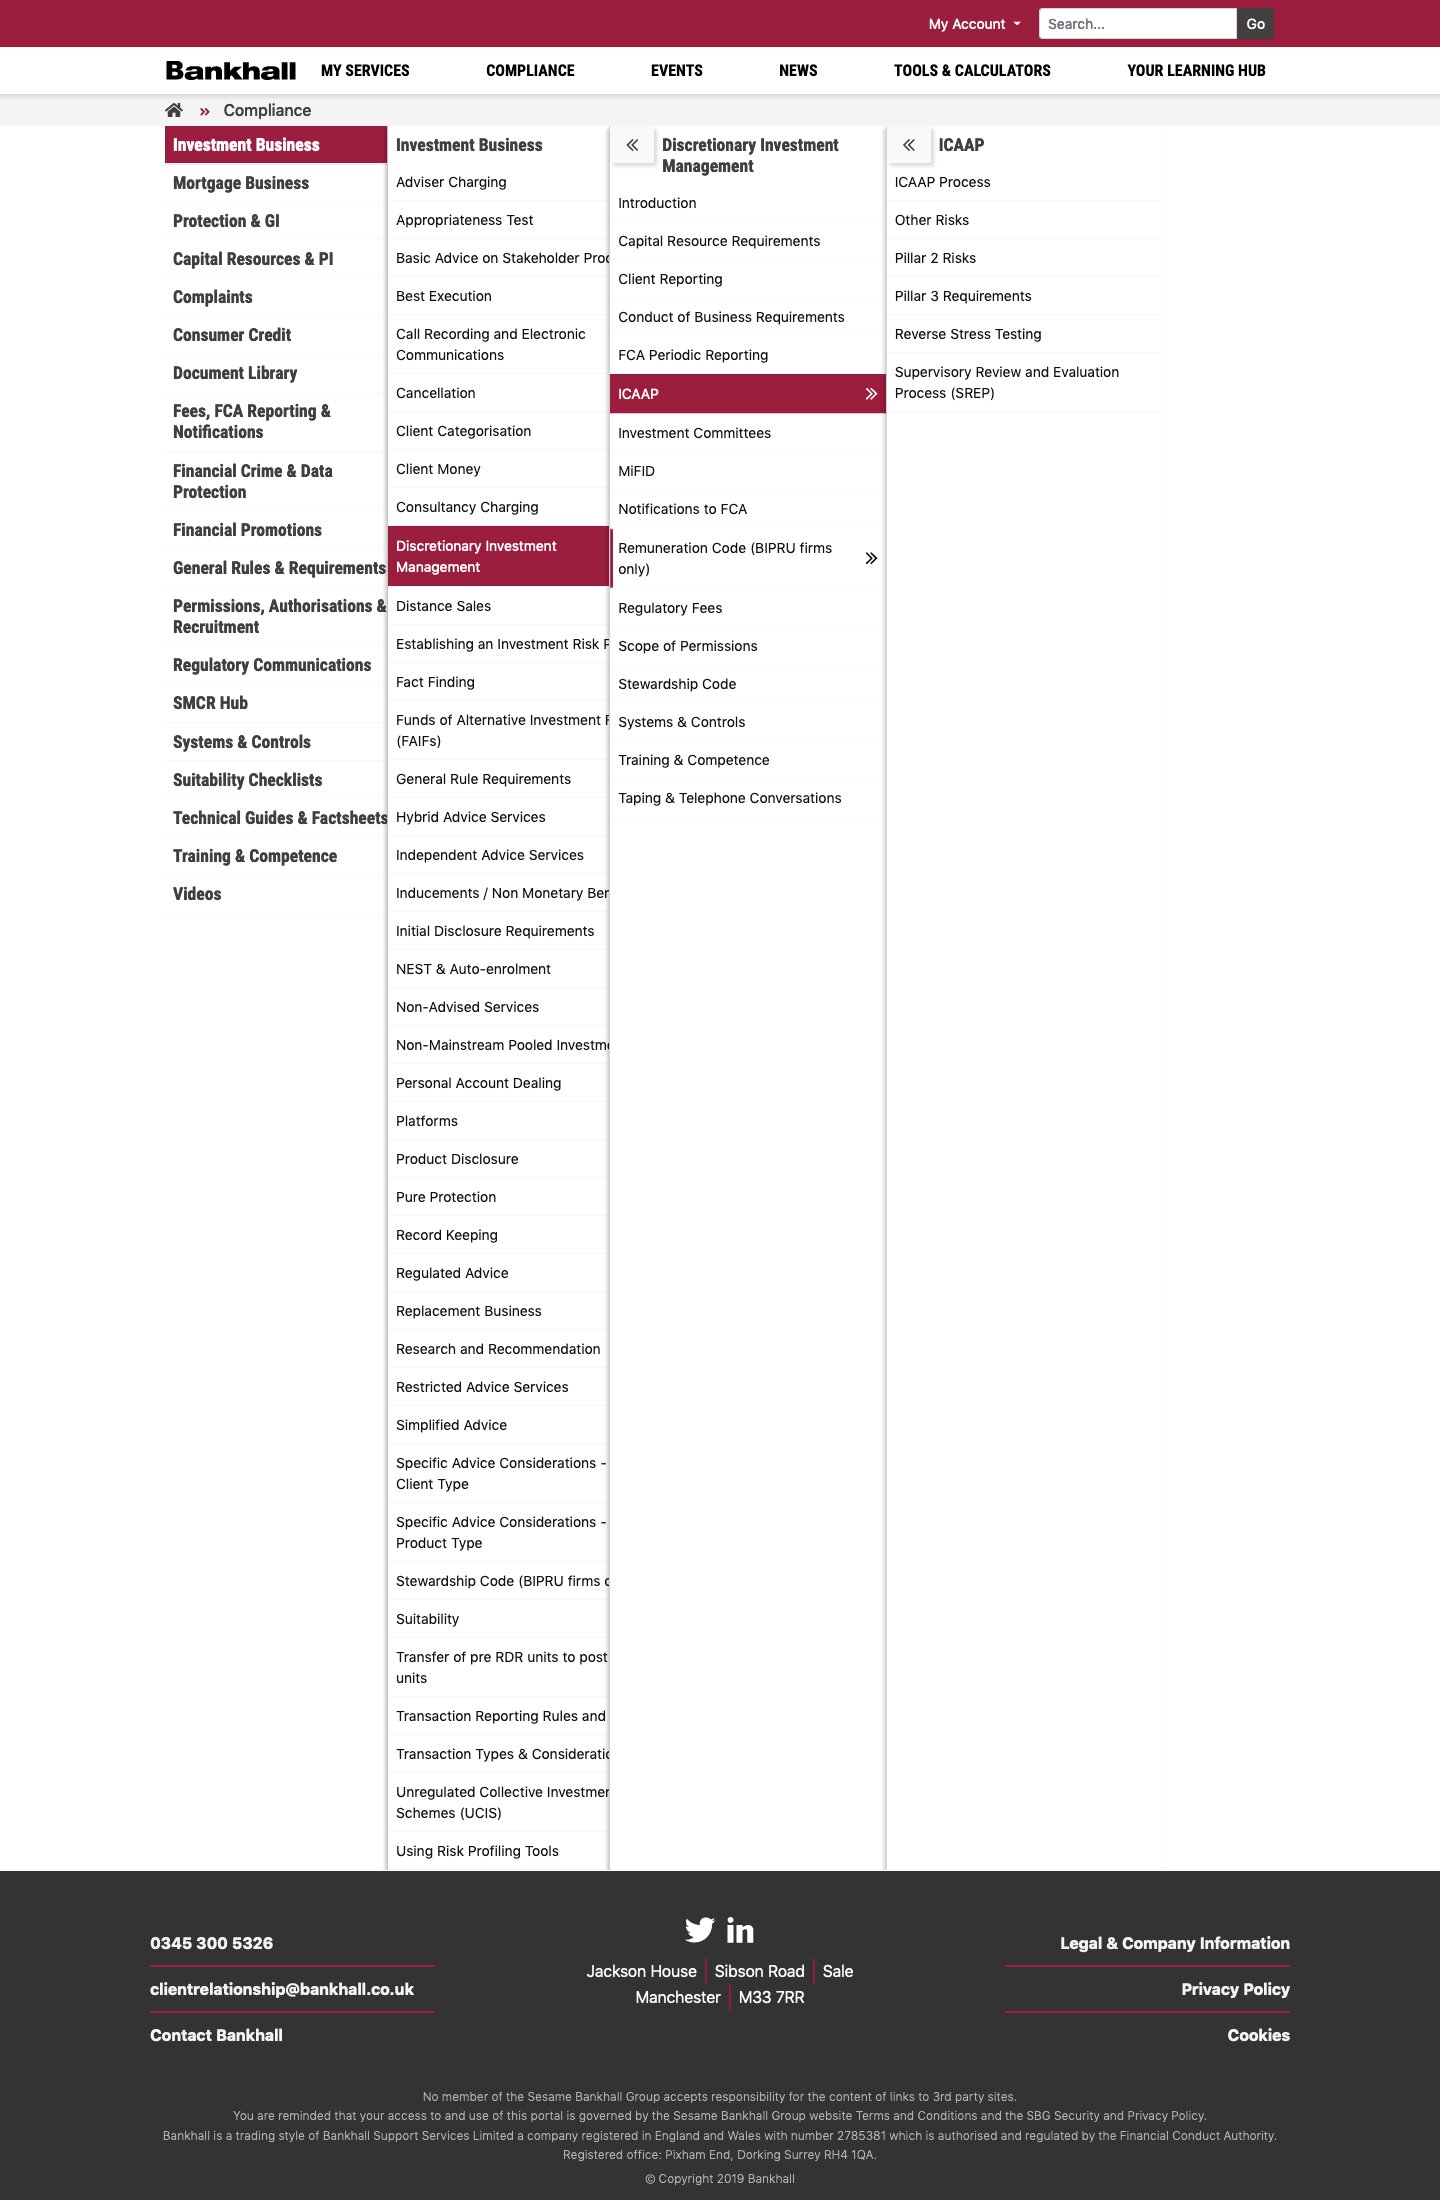 My Account
Search...
Go
Bankhall
MY SERVICES
COMPLIANCE
EVENTS
NEWS
TOOLS & CALCULATORS
YOUR LEARNING HUB
» Compliance
Investment Business
Mortgage Business
Protection & GI
Capital Resources & PI
Complaints
Consumer Credit
Document Library
Fees, FCA Reporting &
Notifications
Financial Crime & Data
Protection
Financial Promotions
General Rules & Requirements
Permissions, Authorisations &
Recruitment
Regulatory Communications
SMCR Hub
Systems & Controls
Suitability Checklists
Technical Guides & Factsheets
Training & Competence
Videos
Investment Business
Adviser Charging
Appropriateness Test
Basic Advice on Stakeholder
Best Execution
Call Recording and Electronic
Communications
Cancellation
Client Categorisation
Client Money
Consultancy Charging
Discretionary Investment
Management
Distance Sales
Establishing an Investment Risk
Fact Finding
Funds of Alternative Investment
(FAIFs)
General Rule Requirements
Hybrid Advice Services
Independent Advice Services
Inducements / Non Monetary
Initial Disclosure Requirements
NEST & Auto-enrolment
Non-Advised Services
Non-Mainstream Pooled
Personal Account Dealing
Platforms
Product Disclosure
Pure Protection
Record Keeping
Regulated Advice
Replacement Business
Research and Recommendation
Restricted Advice Services
Simplified Advice
Specific Advice Considerations -
Client Type
Specific Advice Considerations -
Product Type
Stewardship Code (BIPRU firms
Suitability
Transfer of pre RDR units to post
units
Transaction Reporting Rules and
Transaction Types &
Unregulated Collective
Schemes (UCIS)
Using Risk Profiling Tools
«
Discretionary Investment
Management
Introduction
Capital Resource Requirements
Client Reporting
Conduct of Business Requirements
FCA Periodic Reporting
ICAAP »
Investment Committees
MiFID
Notifications to FCA
Remuneration Code (BIPRU firms
only) »
Regulatory Fees
Scope of Permissions
Stewardship Code
Systems & Controls
Training & Competence
Taping & Telephone Conversations
« ICAAP
ICAAP Process
Other Risks
Pillar 2 Risks
Pillar 3 Requirements
Reverse Stress Testing
Supervisory Review and Evaluation
Process (SREP)
0345 300 5326
clientrelationship@bankhall.co.uk
Contact Bankhall
in
Jackson House | Sibson Road | Sale
Manchester | M33 7RR
Legal & Company Information
Privacy Policy
Cookies
No member of the Sesame Bankhall Group accepts responsibility for the content of links to 3rd party sites.
You are reminded that your access to and use of this portal is governed by the Sesame Bankhall Group website Terms and Conditions and the SBG Security and Privacy Policy.
Bankhall is a trading style of Bankhall Support Services Limited a company registered in England and Wales with number 2785381 which is authorised and regulated by the Financial Conduct Authority.
Registered office: Pixham End, Dorking Surrey RH4 1QA.
© Copyright 2019 Bankhall